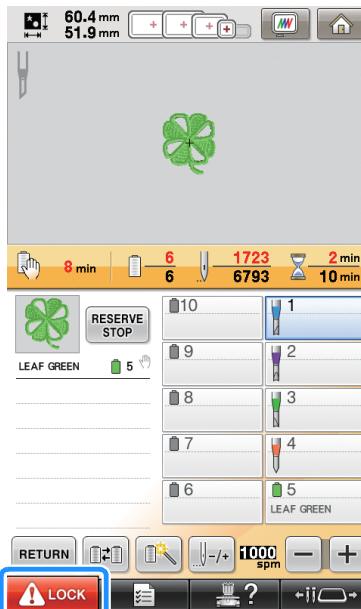 60.4 mm
51.9 mm
8 min
6
6
1723
6793
2 min
10 min
RESERVE
STOP
LEAF GREEN
5
10
1
9
2
8
3
7
4
6
5
LEAF GREEN
RETURN
-/+
1000
spm
-
+
LOCK
?